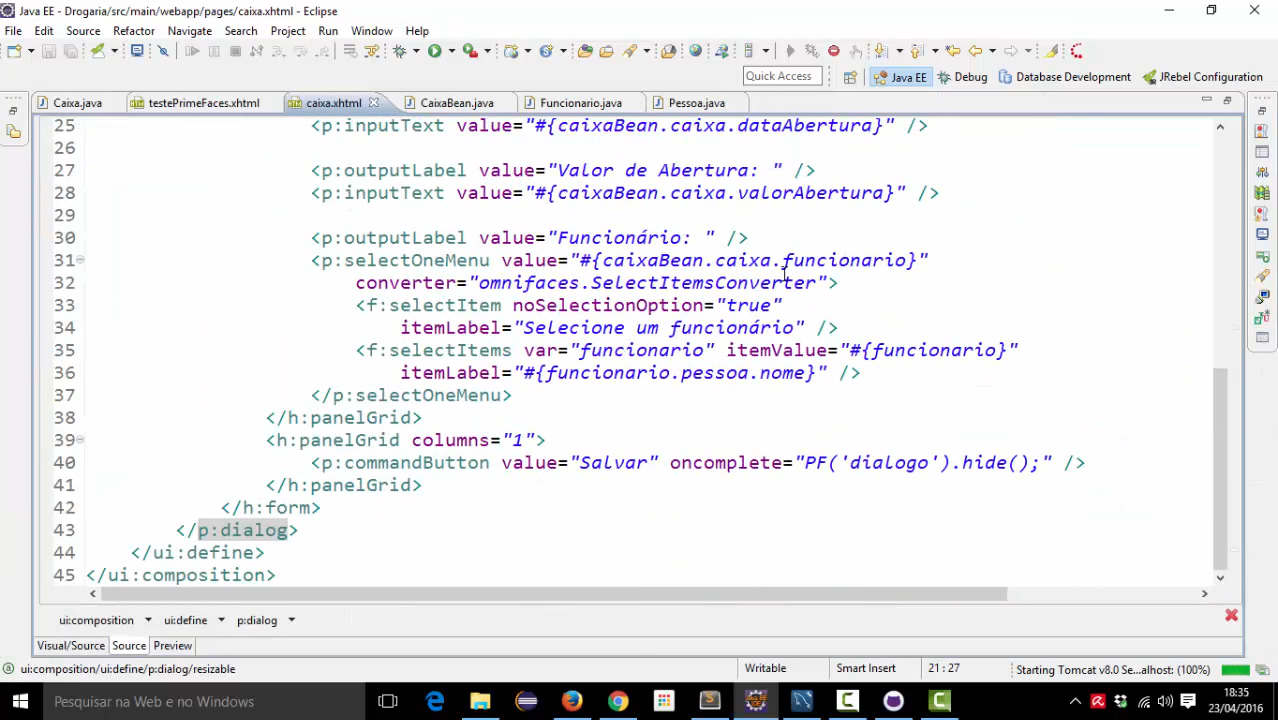 Java EE - Drogaria/src/main/webapp/pages/caixa.xhtml - Eclipse
File Edit Source Refactor Navigate Search Project Run Window Help
Quick Access Java EE Debug Database Development JRebel Configuration
Caixa.java testePrimeFaces.xhtml caixa.xhtml CaixaBean.java Funcionario.java Pessoa.java
25 <p:inputText value="#{caixaBean.caixa.dataAbertura}" />
26
27 <p:outputLabel value="Valor de Abertura: " />
28 <p:inputText value="#{caixaBean.caixa.valorAbertura}" />
29
30 <p:outputLabel value="Funcionário: " />
31 <p:selectOneMenu value="#{caixaBean.caixa.funcionario}"
32 converter="omnifaces.SelectItemsConverter">
33 <f:selectItem noSelectionOption="true"
34 itemLabel="Selecione um funcionário" />
35 <f:selectItems var="funcionario" itemValue="#{funcionario}"
36 itemLabel="#{funcionario.pessoa.nome}" />
37 </p:selectOneMenu>
38 </h:panelGrid>
39 <h:panelGrid columns="1">
40 <p:commandButton value="Salvar" oncomplete="PF('dialogo').hide();" />
41 </h:panelGrid>
42 </h:form>
43 </p:dialog>
44 </ui:define>
45 </ui:composition>
ui:composition ui:define p:dialog
Visual/Source Source Preview
ui:composition/ui:define/p:dialog/resizable Writable Smart Insert 21 : 27 Starting Tomcat v8.0 Se...alhost: (100%)
Pesquisar na Web e no Windows 18:35
23/04/2016